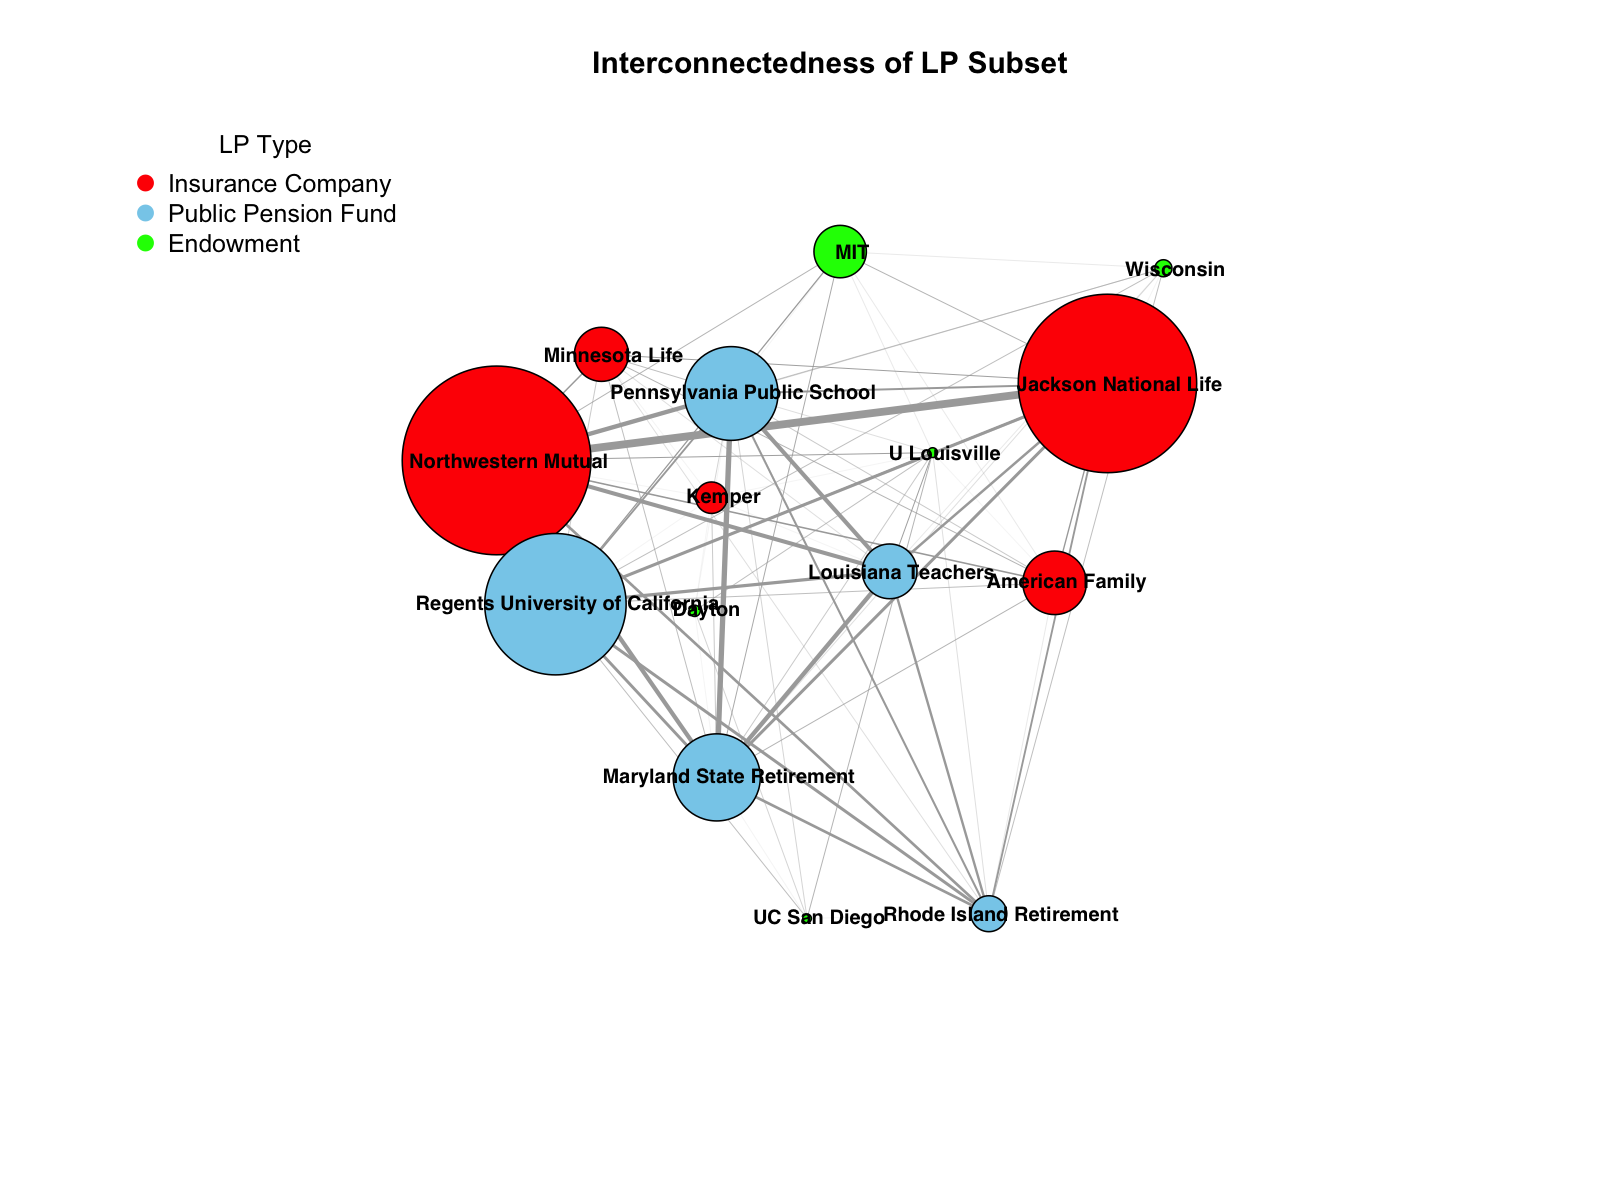 Interconnectedness of LP Subset
LP Type
Insurance Company
Public Pension Fund
Endowment
MIT
Wisconsin
Minnesota Life
Jackson National Life
Pennsylvania Public School
U Louisville
Northwestern Mutual
Kemper
Louisiana Teachers
American Family
Regents University of California
Dayton
Maryland State Retirement
UC San Diego
Rhode Island Retirement